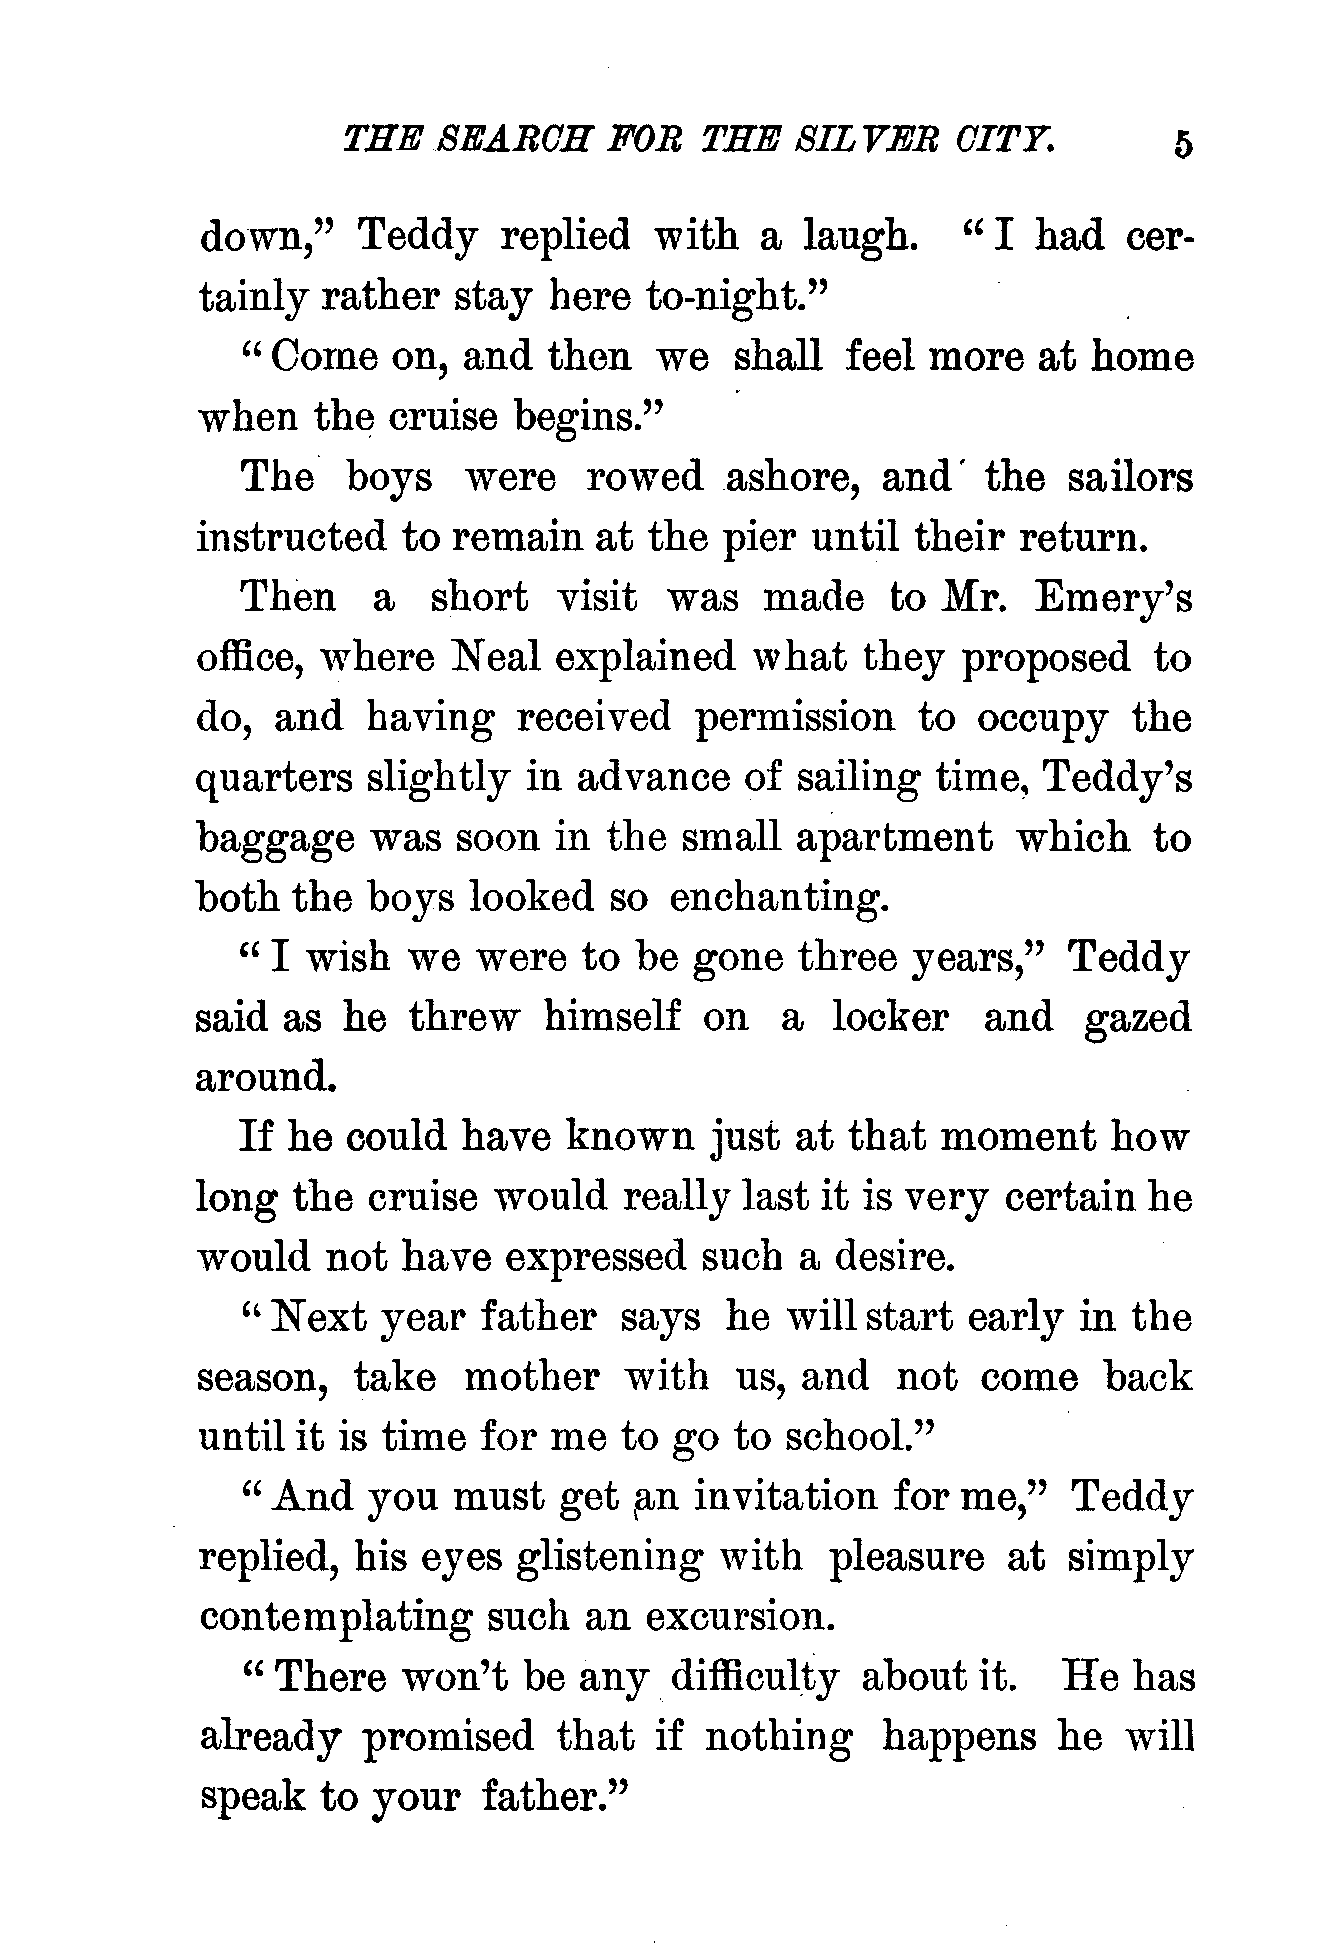 THE SEARCH FOR THE SILVER CITY. 5
down,” Teddy replied with a laugh. “ I had cer-
tainly rather stay here to-night.”
“ Come on, and then we shall feel more at home
when the cruise begins.”
The boys were rowed ashore, and the sailors
instructed to remain at the pier until their return.
Then a short visit was made to Mr. Emery’s
office, where Neal explained what they proposed to
do, and having received permission to occupy the
quarters slightly in advance of sailing time, Teddy’s
baggage was soon in the small apartment which to
both the boys looked so enchanting.
“ I wish we were to be gone three years,” Teddy
said as he threw himself on a locker and gazed
around.
If he could have known just at that moment how
long the cruise would really last it is very certain he
would not have expressed such a desire.
“ Next year father says he will start early in the
season, take mother with us, and not come back
until it is time for me to go to school.”
“ And you must get an invitation for me,” Teddy
replied, his eyes glistening with pleasure at simply
contemplating such an excursion.
“ There won’t be any difficulty about it. He has
already promised that if nothing happens he will
speak to your father.”